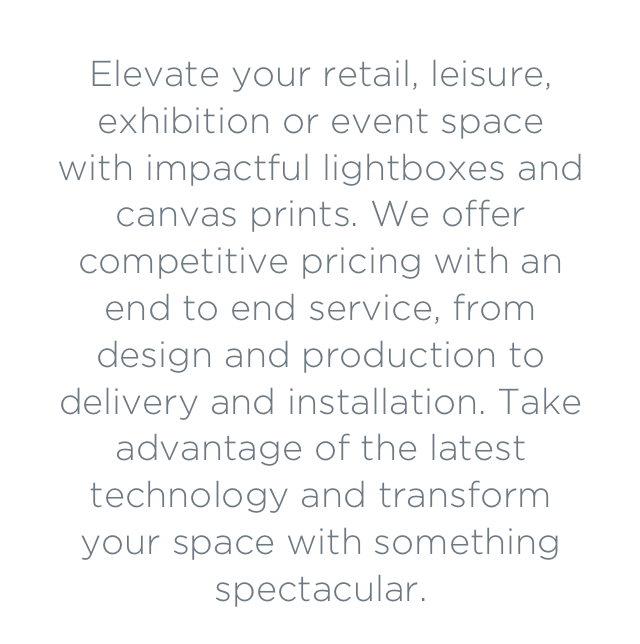 Elevate your retail, leisure,
exhibition or event space
with impactful lightboxes and
canvas prints. We offer
competitive pricing with an
end to end service, from
design and production to
delivery and installation. Take
advantage of the latest
technology and transform
your space with something
spectacular.